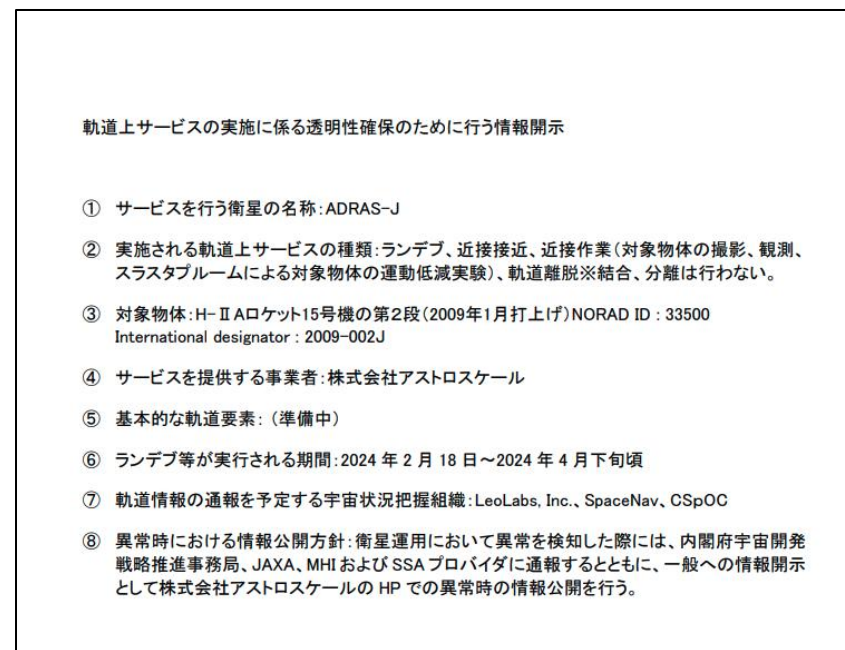 軌道上サービスの実施に係る透明性確保のために行う情報開示
① サービスを行う衛星の名称:ADRAS-J
② 実施される軌道上サービスの種類:ランデブ、近接接近、近接作業(対象物体の撮影、観測、
スラスタプルームによる対象物体の運動低減実験)、軌道離脱※結合、分離は行わない。
③ 対象物体:H-ⅡAロケット15号機の第2段(2009年1月打上げ)NORAD ID : 33500
International designator : 2009-002J
④ サービスを提供する事業者:株式会社アストロスケール
⑤ 基本的な軌道要素: (準備中)
⑥ ランデブ等が実行される期間:2024 年 2 月 18 日~2024 年 4 月下旬頃
⑦ 軌道情報の通報を予定する宇宙状況把握組織:LeoLabs, Inc.、SpaceNav、CSpOC
⑧ 異常時における情報公開方針:衛星運用において異常を検知した際には、内閣府宇宙開発
戦略推進事務局、JAXA、MHI および SSA プロバイダに通報するとともに、一般への情報開示
として株式会社アストロスケールの HP での異常時の情報公開を行う。